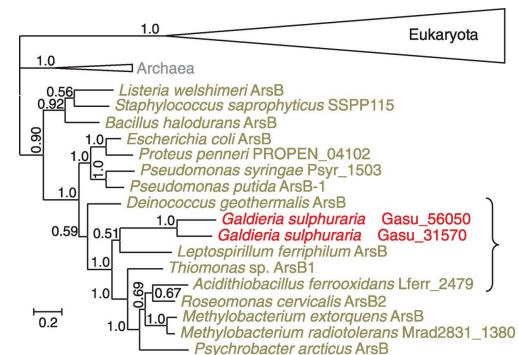 1.0
Eukaryota
1.0
Archaea
0.56
Listeria welshimeri ArsB
0.92
Staphylococcus saprophyticus SSPP115
Bacillus halodurans ArsB
0.90
1.0
Escherichia coli ArsB
Proteus penneri PROPEN_04102
1.0
1.0
Pseudomonas syringae Psyr_1503
1.0
Pseudomonas putida ArsB-1
Deinococcus geothermalis ArsB
0.59
1.0
Galdieria sulphuraria Gasu_56050
0.51
Galdieria sulphuraria Gasu_31570
Leptospirillum ferriphilum ArsB
1.0
Thiomonas sp. ArsB1
0.69
Acidithiobacillus ferrooxidans Lferr_2479
1.0
0.67
Roseomonas cervicalis ArsB2
0.2
1.0
1.0
Methylobacterium extorquens ArsB
Methylobacterium radiotolerans Mrad2831_1380
Psychrobacter arcticus ArsB